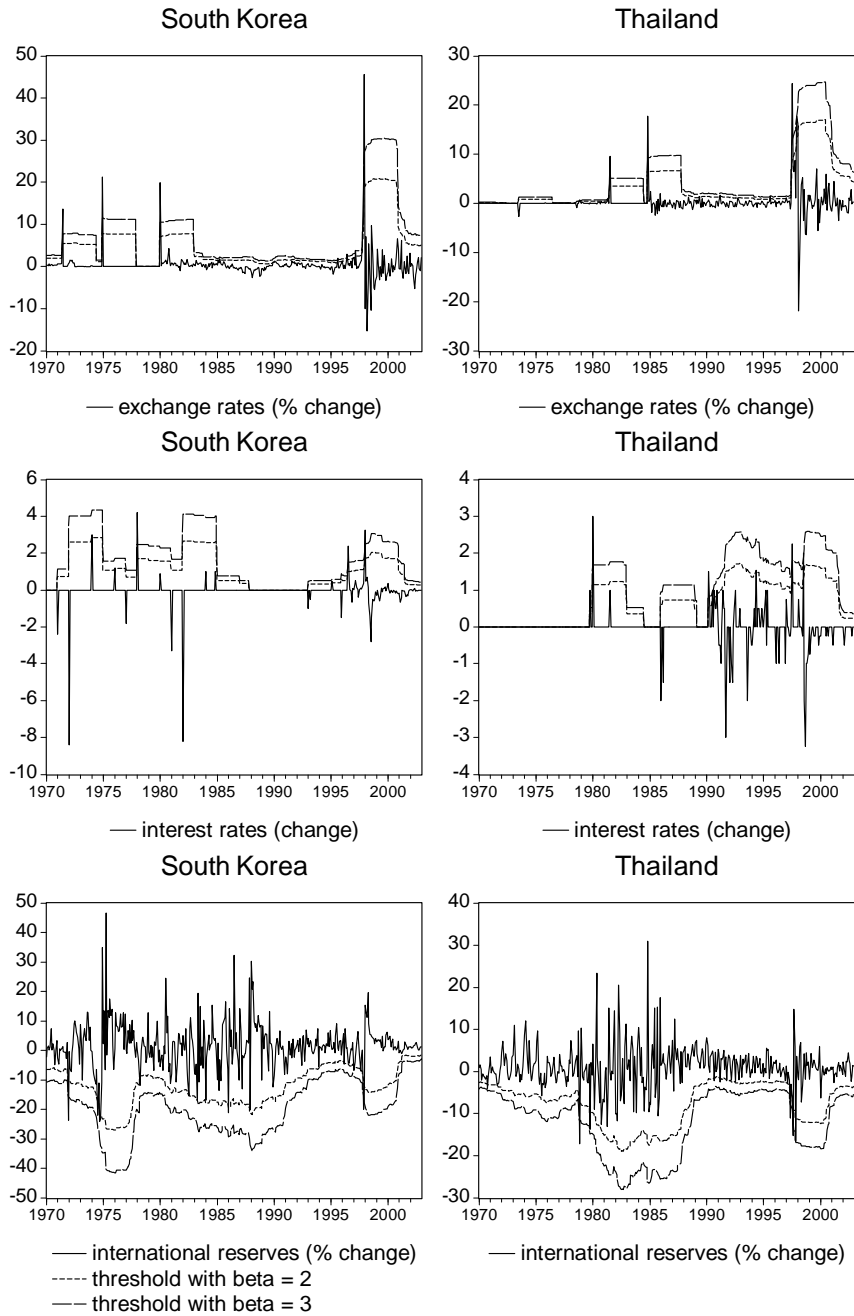 South Korea
50
40
30
20
10
0
-10
-20
1970 1975 1980 1985 1990 1995 2000
exchange rates (% change)
Thailand
30
20
10
0
-10
-20
-30
1970 1975 1980 1985 1990 1995 2000
exchange rates (% change)
South Korea
6
4
2
0
-2
-4
-6
-8
-10
1970 1975 1980 1985 1990 1995 2000
interest rates (change)
Thailand
4
3
2
1
0
-1
-2
-3
-4
1970 1975 1980 1985 1990 1995 2000
interest rates (change)
South Korea
50
40
30
20
10
0
-10
-20
-30
-40
-50
1970 1975 1980 1985 1990 1995 2000
international reserves (% change)
threshold with beta = 2
threshold with beta = 3
Thailand
40
30
20
10
0
-10
-20
-30
1970 1975 1980 1985 1990 1995 2000
international reserves (% change)